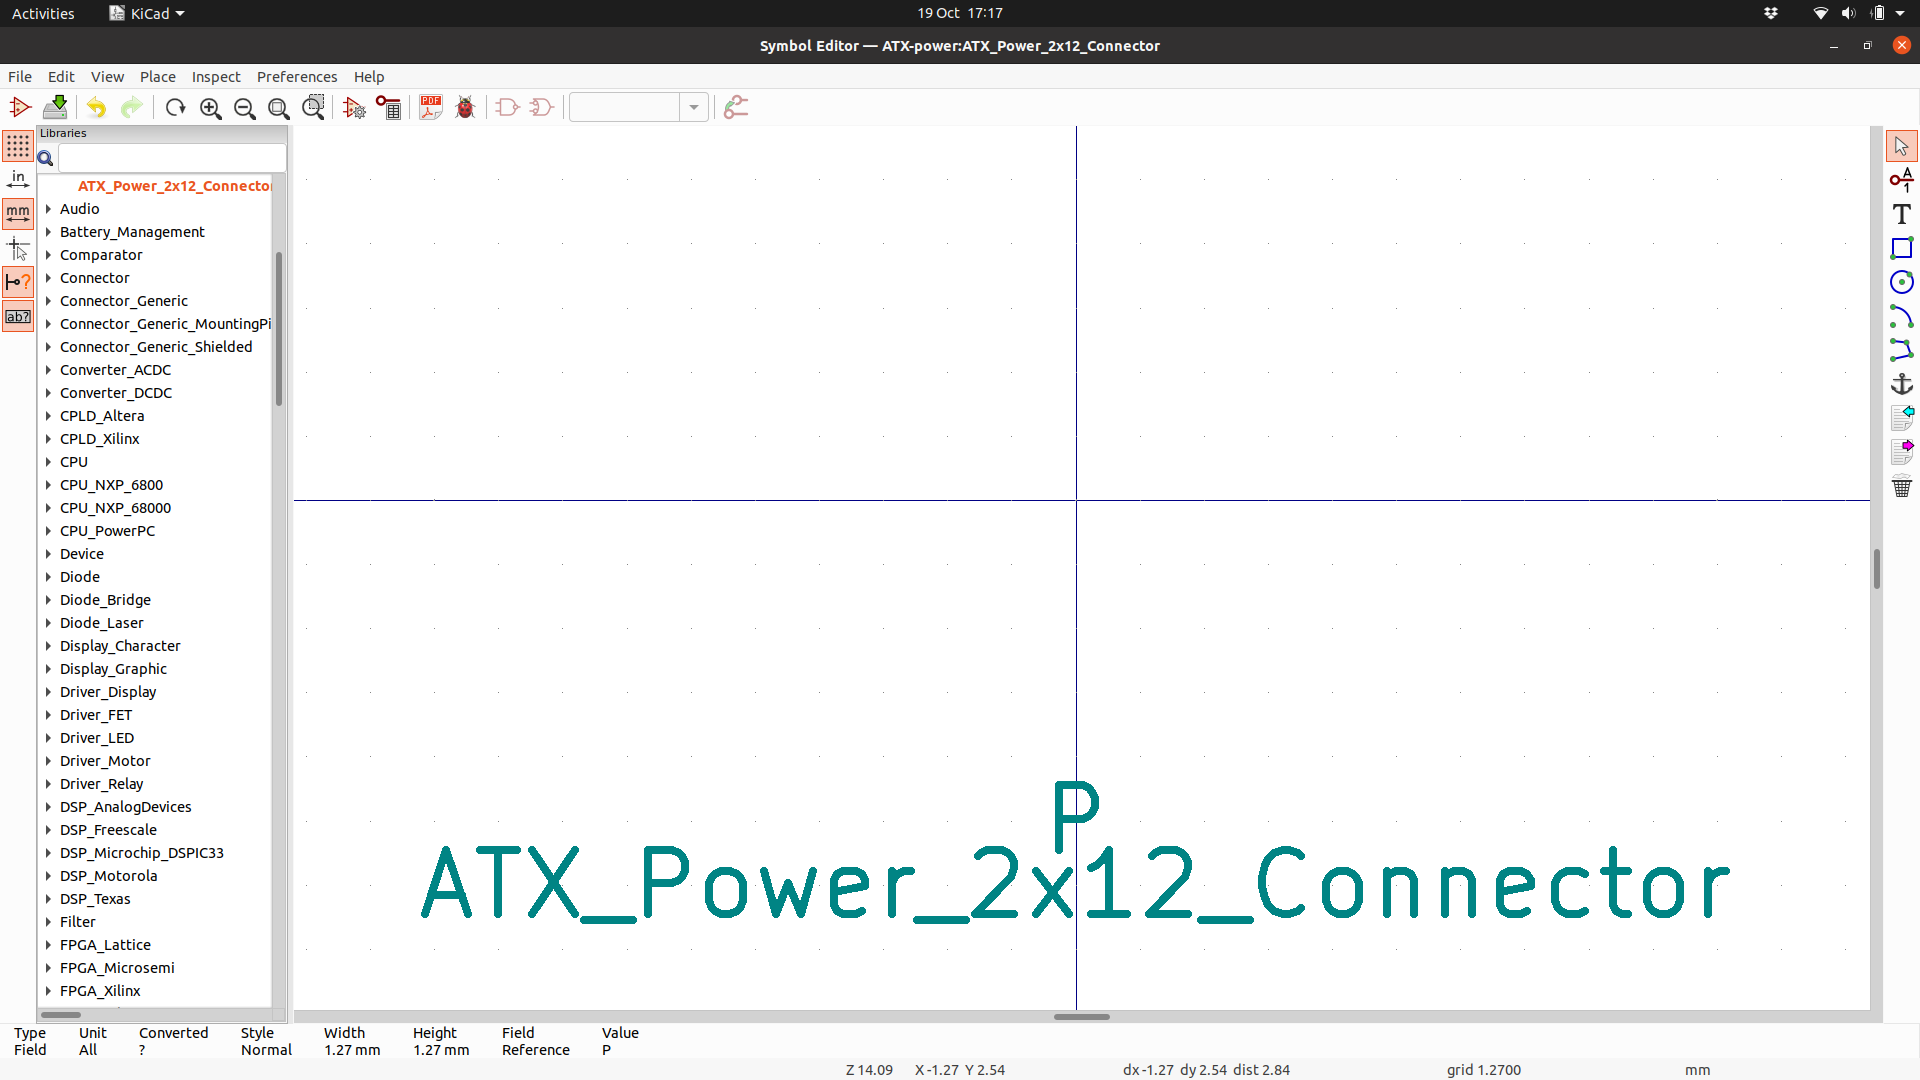 Activities KiCad 19 Oct 17:17
Symbol Editor — ATX-power:ATX_Power_2x12_Connector
File Edit View Place Inspect Preferences Help
PDF
Libraries
in
mm
ab?
ATX_Power_2x12_Connector
Audio
Battery_Management
Comparator
Connector
Connector_Generic
Connector_Generic_MountingPi
Connector_Generic_Shielded
Converter_ACDC
Converter_DCDC
CPLD_Altera
CPLD_Xilinx
CPU
CPU_NXP_6800
CPU_NXP_68000
CPU_PowerPC
Device
Diode
Diode_Bridge
Diode_Laser
Display_Character
Display_Graphic
Driver_Display
Driver_FET
Driver_LED
Driver_Motor
Driver_Relay
DSP_AnalogDevices
DSP_Freescale
DSP_Microchip_DSPIC33
DSP_Motorola
DSP_Texas
Filter
FPGA_Lattice
FPGA_Microsemi
FPGA_Xilinx
P
ATX_Power_2x12_Connector
A
1
T
Type Unit Converted Style Width Height Field Value
Field All ? Normal 1.27 mm 1.27 mm Reference P
Z 14.09 X -1.27 Y 2.54 dx -1.27 dy 2.54 dist 2.84 grid 1.2700 mm